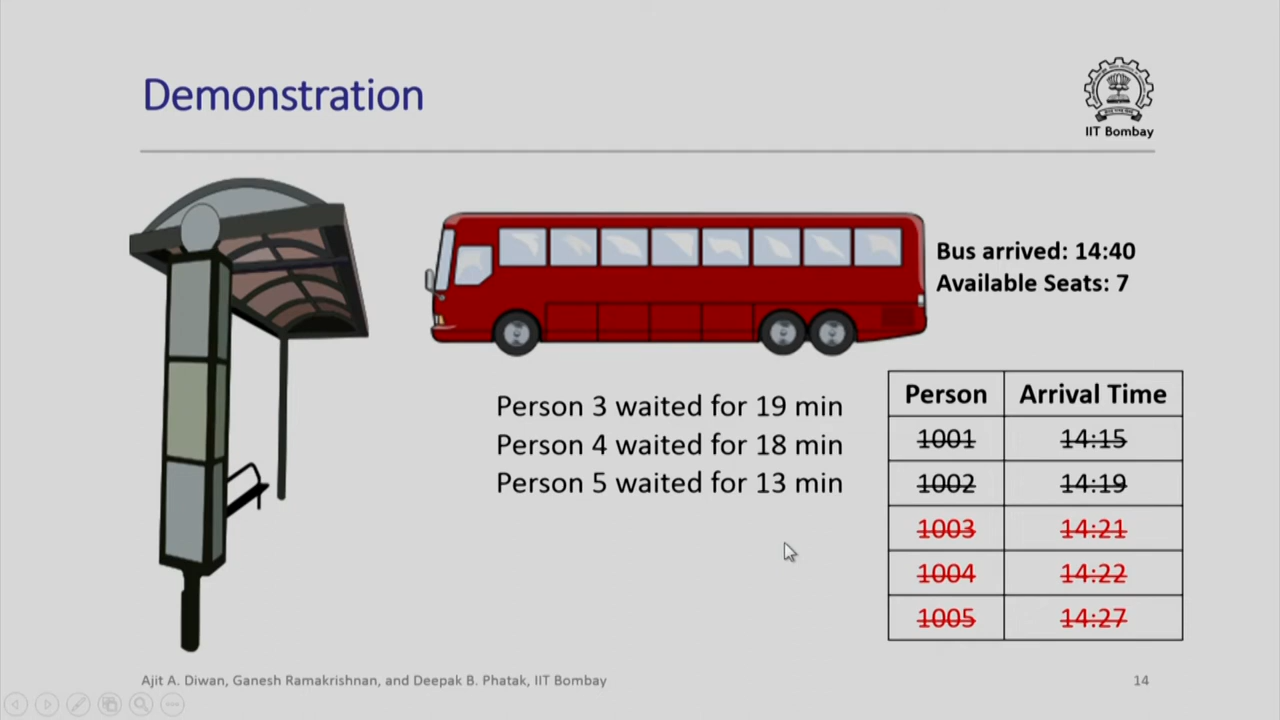 Demonstration
IIT Bombay
Bus arrived: 14:40
Available Seats: 7
Person 3 waited for 19 min
Person 4 waited for 18 min
Person 5 waited for 13 min
Person Arrival Time
1001 14:15
1002 14:19
1003 14:21
1004 14:22
1005 14:27
Ajit A. Diwan, Ganesh Ramakrishnan, and Deepak B. Phatak, IIT Bombay
14